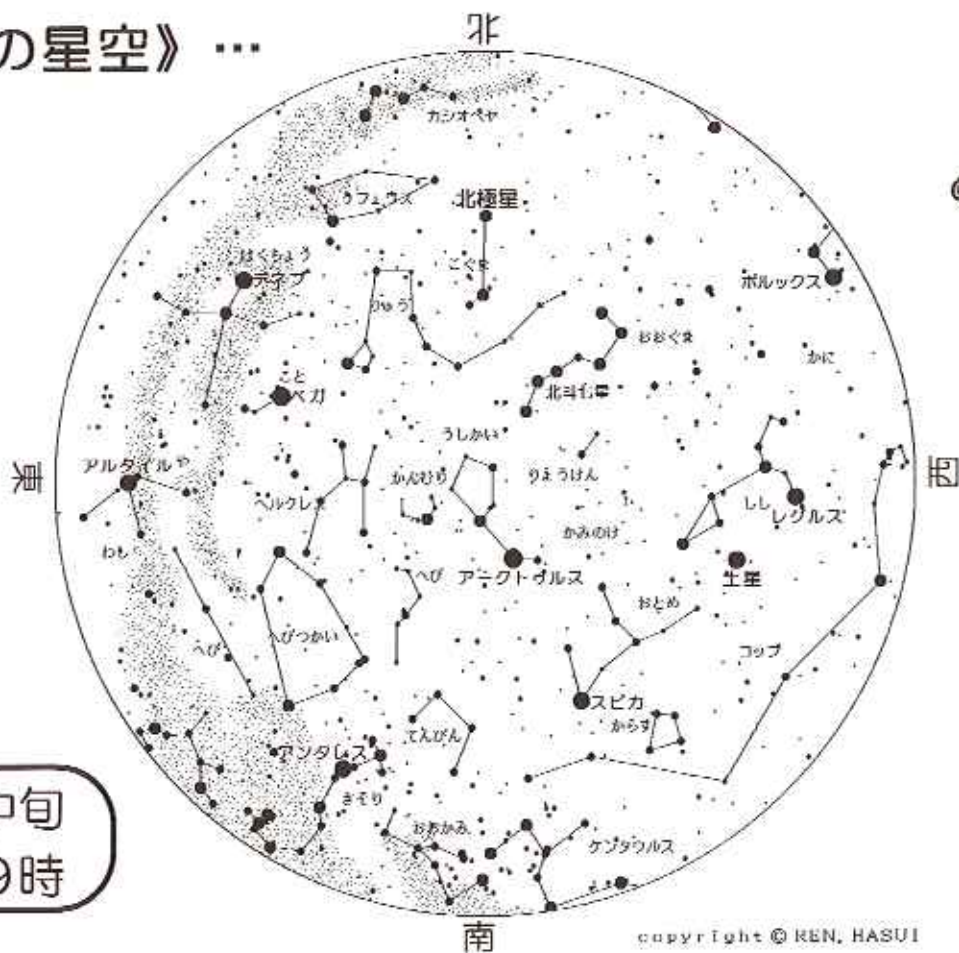 の星空》…
北
カシオペヤ
北極星
はくちょう
デネブ
こぐま
ポルックス
りゅう
おおぐま
かに
こと
ベガ
北斗七星
うしかい
東
アルタイル
や
かんむり
りょうけん
西
ヘルクレス
しし
レグルス
かみのけ
わし
アークトゥルス
へび
土星
おとめ
へび
へびつかい
コップ
スピカ
からす
てんびん
アンタレス
さそり
中旬
おおかみ
ケンタウルス
9時
南
copyright © REN. HASUI